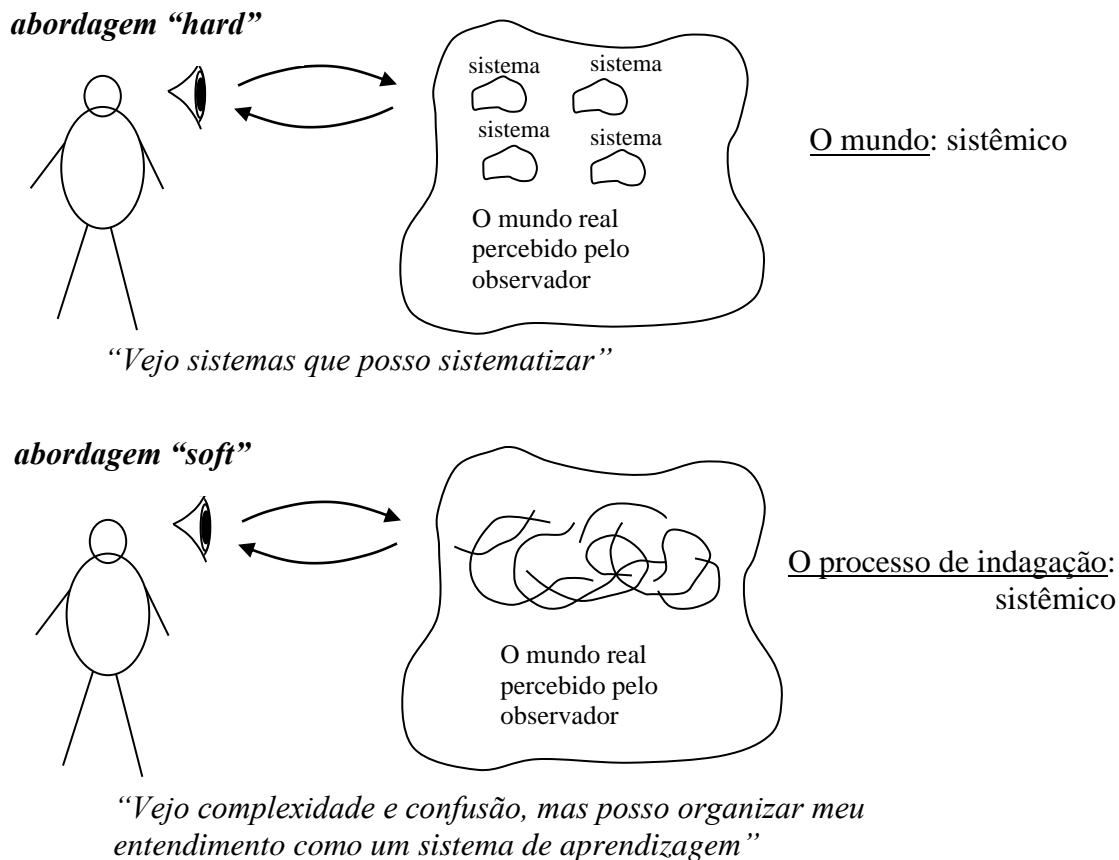 abordagem “hard”
sistema
sistema
sistema
sistema
O mundo real
percebido pelo
observador
O mundo: sistêmico
“Vejo sistemas que posso sistematizar”
abordagem “soft”
O mundo real
percebido pelo
observador
O processo de indagação:
sistêmico
“Vejo complexidade e confusão, mas posso organizar meu
entendimento como um sistema de aprendizagem”